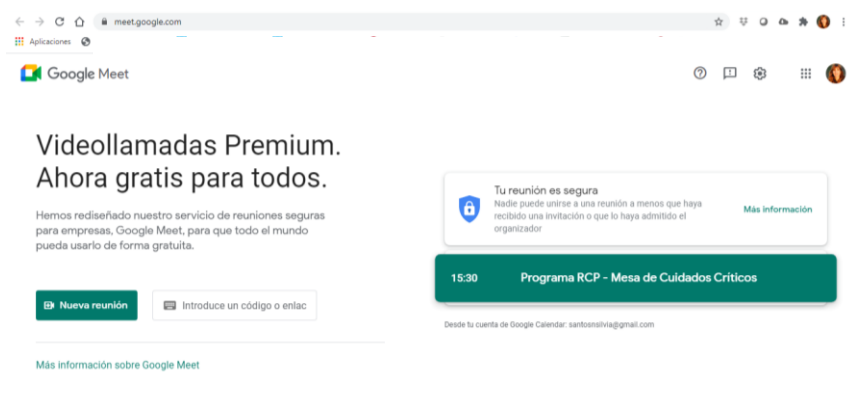 meet.google.com
Aplicaciones
Google Meet
Videollamadas Premium.
Ahora gratis para todos.
Hemos rediseñado nuestro servicio de reuniones seguras
para empresas, Google Meet, para que todo el mundo
pueda usarlo de forma gratuita.
Nueva reunión
Introduce un código o enlac
Más información sobre Google Meet
Tu reunión es segura
Nadie puede unirse a una reunión a menos que haya
recibido una invitación o que lo haya admitido el
organizador
Más información
15:30 Programa RCP - Mesa de Cuidados Críticos
Desde tu cuenta de Google Calendar: santosnsilvia@gmail.com